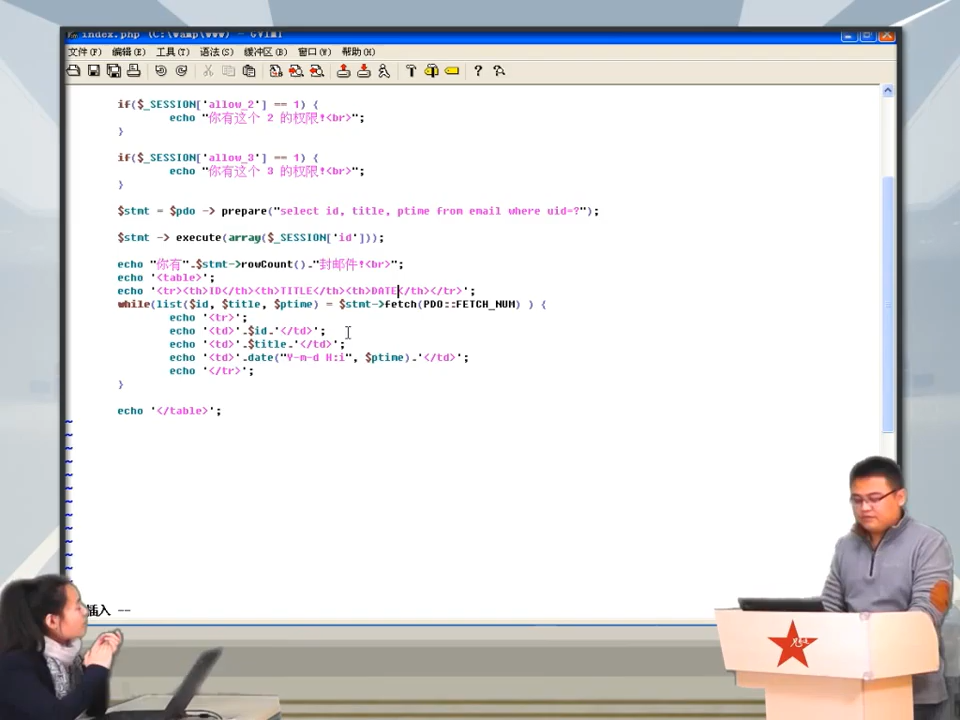 index.php (C:\wamp\www) - GVIM1
文件(F) 编辑(E) 工具(T) 语法(S) 缓冲区(B) 窗口(W) 帮助(H)
if($_SESSION['allow_2'] == 1) {
echo "你有这个 2 的权限!<br>";
}
if($_SESSION['allow_3'] == 1) {
echo "你有这个 3 的权限!<br>";
}
$stmt = $pdo -> prepare("select id, title, ptime from email where uid=?");
$stmt -> execute(array($_SESSION['id']));
echo "你有".$stmt->rowCount()."封邮件!<br>";
echo '<table>';
echo '<tr><th>ID</th><th>TITLE</th><th>DATE</th></tr>';
while(list($id, $title, $ptime) = $stmt->fetch(PDO::FETCH_NUM) ) {
echo '<tr>';
echo '<td>'.$id.'</td>';
echo '<td>'.$title.'</td>';
echo '<td>'.date("Y-m-d H:i", $ptime).'</td>';
echo '</tr>';
}
echo '</table>';
~
~
~
~
~
~
~
~
~
~
~
~
~
插入 --